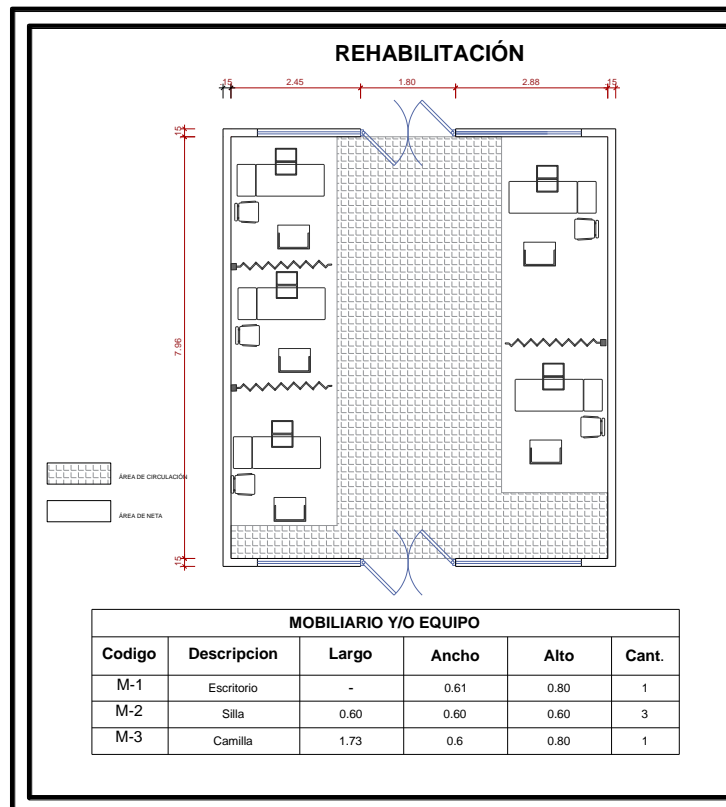 REHABILITACIÓN
.15 2.45 1.80 2.88 .15
.15
7.96
.15
ÁREA DE CIRCULACIÓN
ÁREA DE NETA
MOBILIARIO Y/O EQUIPO
Codigo Descripcion Largo Ancho Alto Cant.
M-1 Escritorio - 0.61 0.80 1
M-2 Silla 0.60 0.60 0.60 3
M-3 Camilla 1.73 0.6 0.80 1